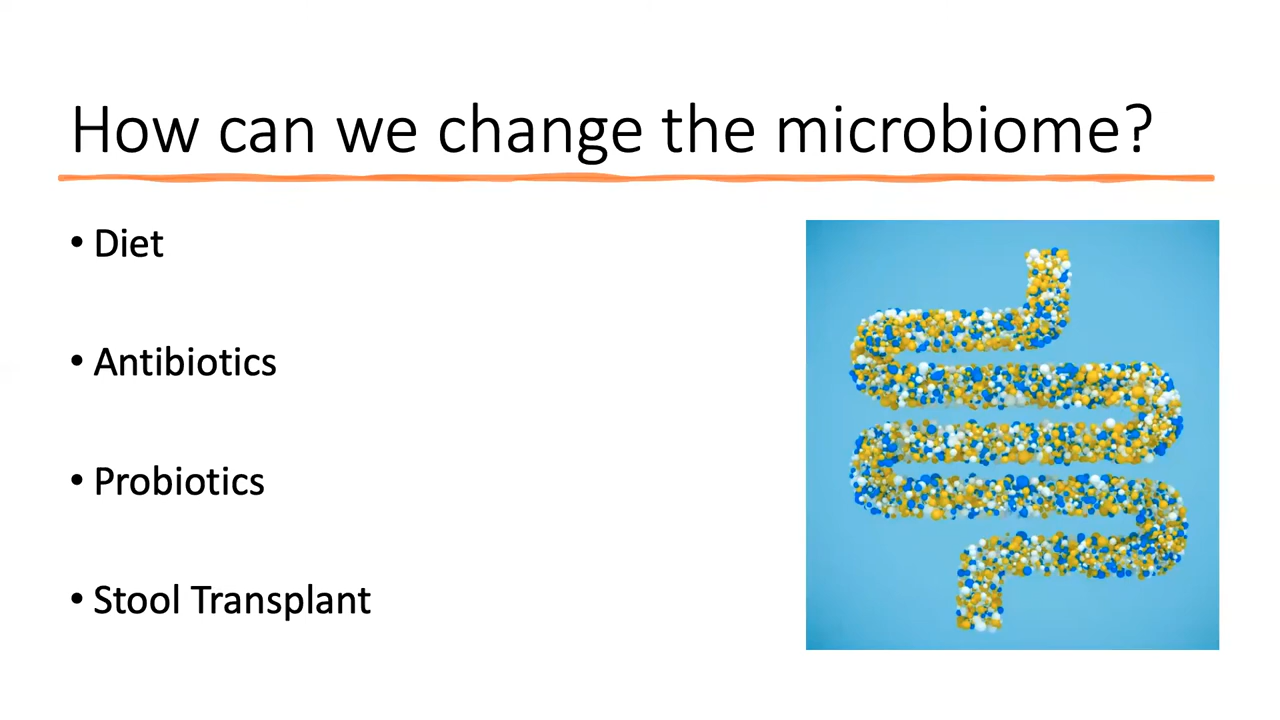 How can we change the microbiome?
• Diet
• Antibiotics
• Probiotics
• Stool Transplant